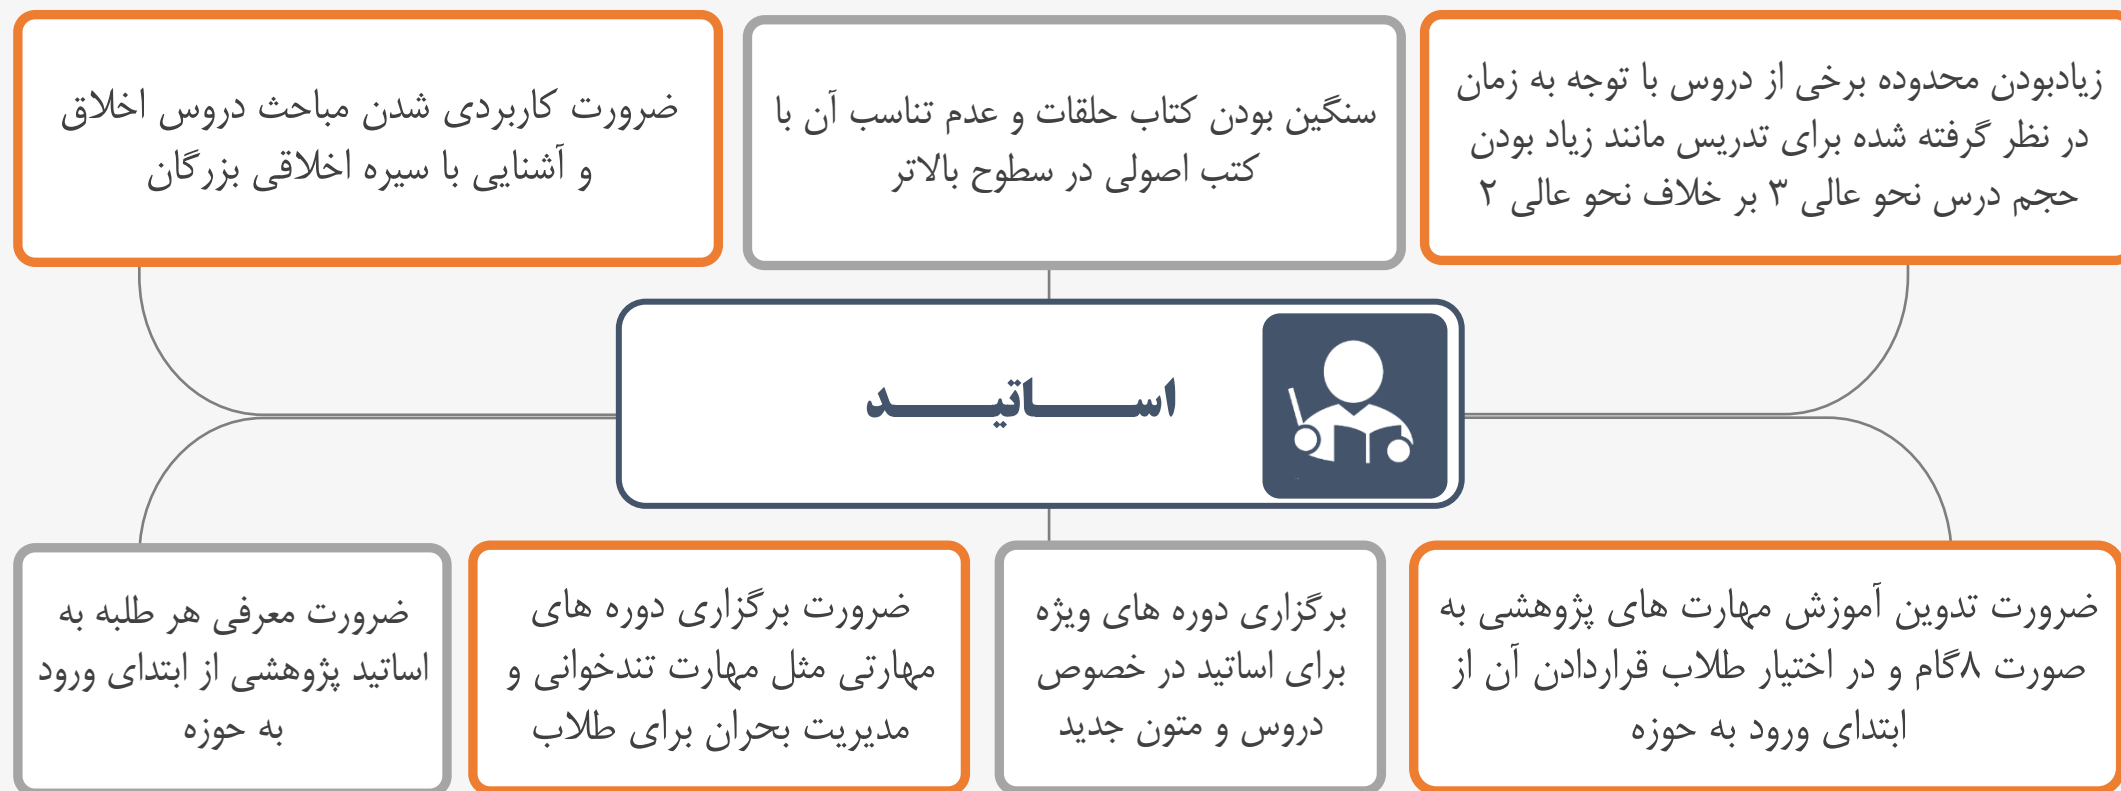 زیادبودن محدوده برخی از دروس با توجه به زمان
در نظر گرفته شده برای تدریس مانند زیاد بودن
حجم درس نحو عالی ۳ بر خلاف نحو عالی ۲
سنگین بودن کتاب حلقات و عدم تناسب آن با
کتب اصولی در سطوح بالاتر
ضرورت کاربردی شدن مباحث دروس اخلاق
و آشنایی با سیره اخلاقی بزرگان
اســــــاتیــــــد
ضرورت تدوین آموزش مهارت های پژوهشی به
صورت ۸گام و در اختیار طلاب قراردادن آن از
ابتدای ورود به حوزه
برگزاری دوره های ویژه
برای اساتید در خصوص
دروس و متون جدید
ضرورت برگزاری دوره های
مهارتی مثل مهارت تندخوانی و
مدیریت بحران برای طلاب
ضرورت معرفی هر طلبه به
اساتید پژوهشی از ابتدای ورود
به حوزه